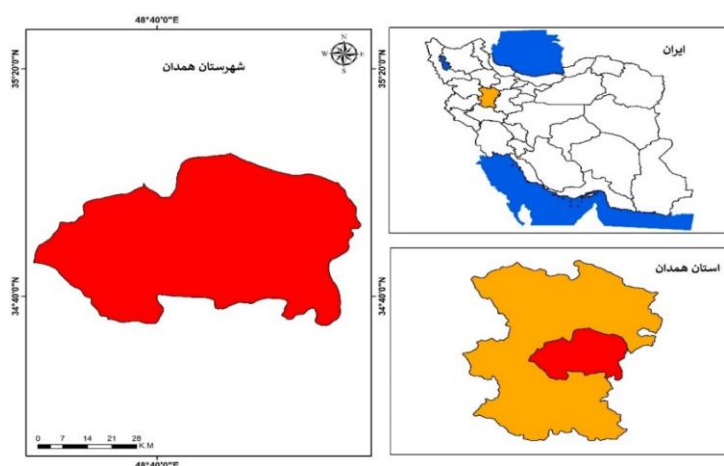 48°40'0"E
35°20'0"N
35°20'0"N
شهرستان همدان
N
W E
S
ایران
34°40'0"N
34°40'0"N
استان همدان
0 7 14 21 28
K.M
48°40'0"E